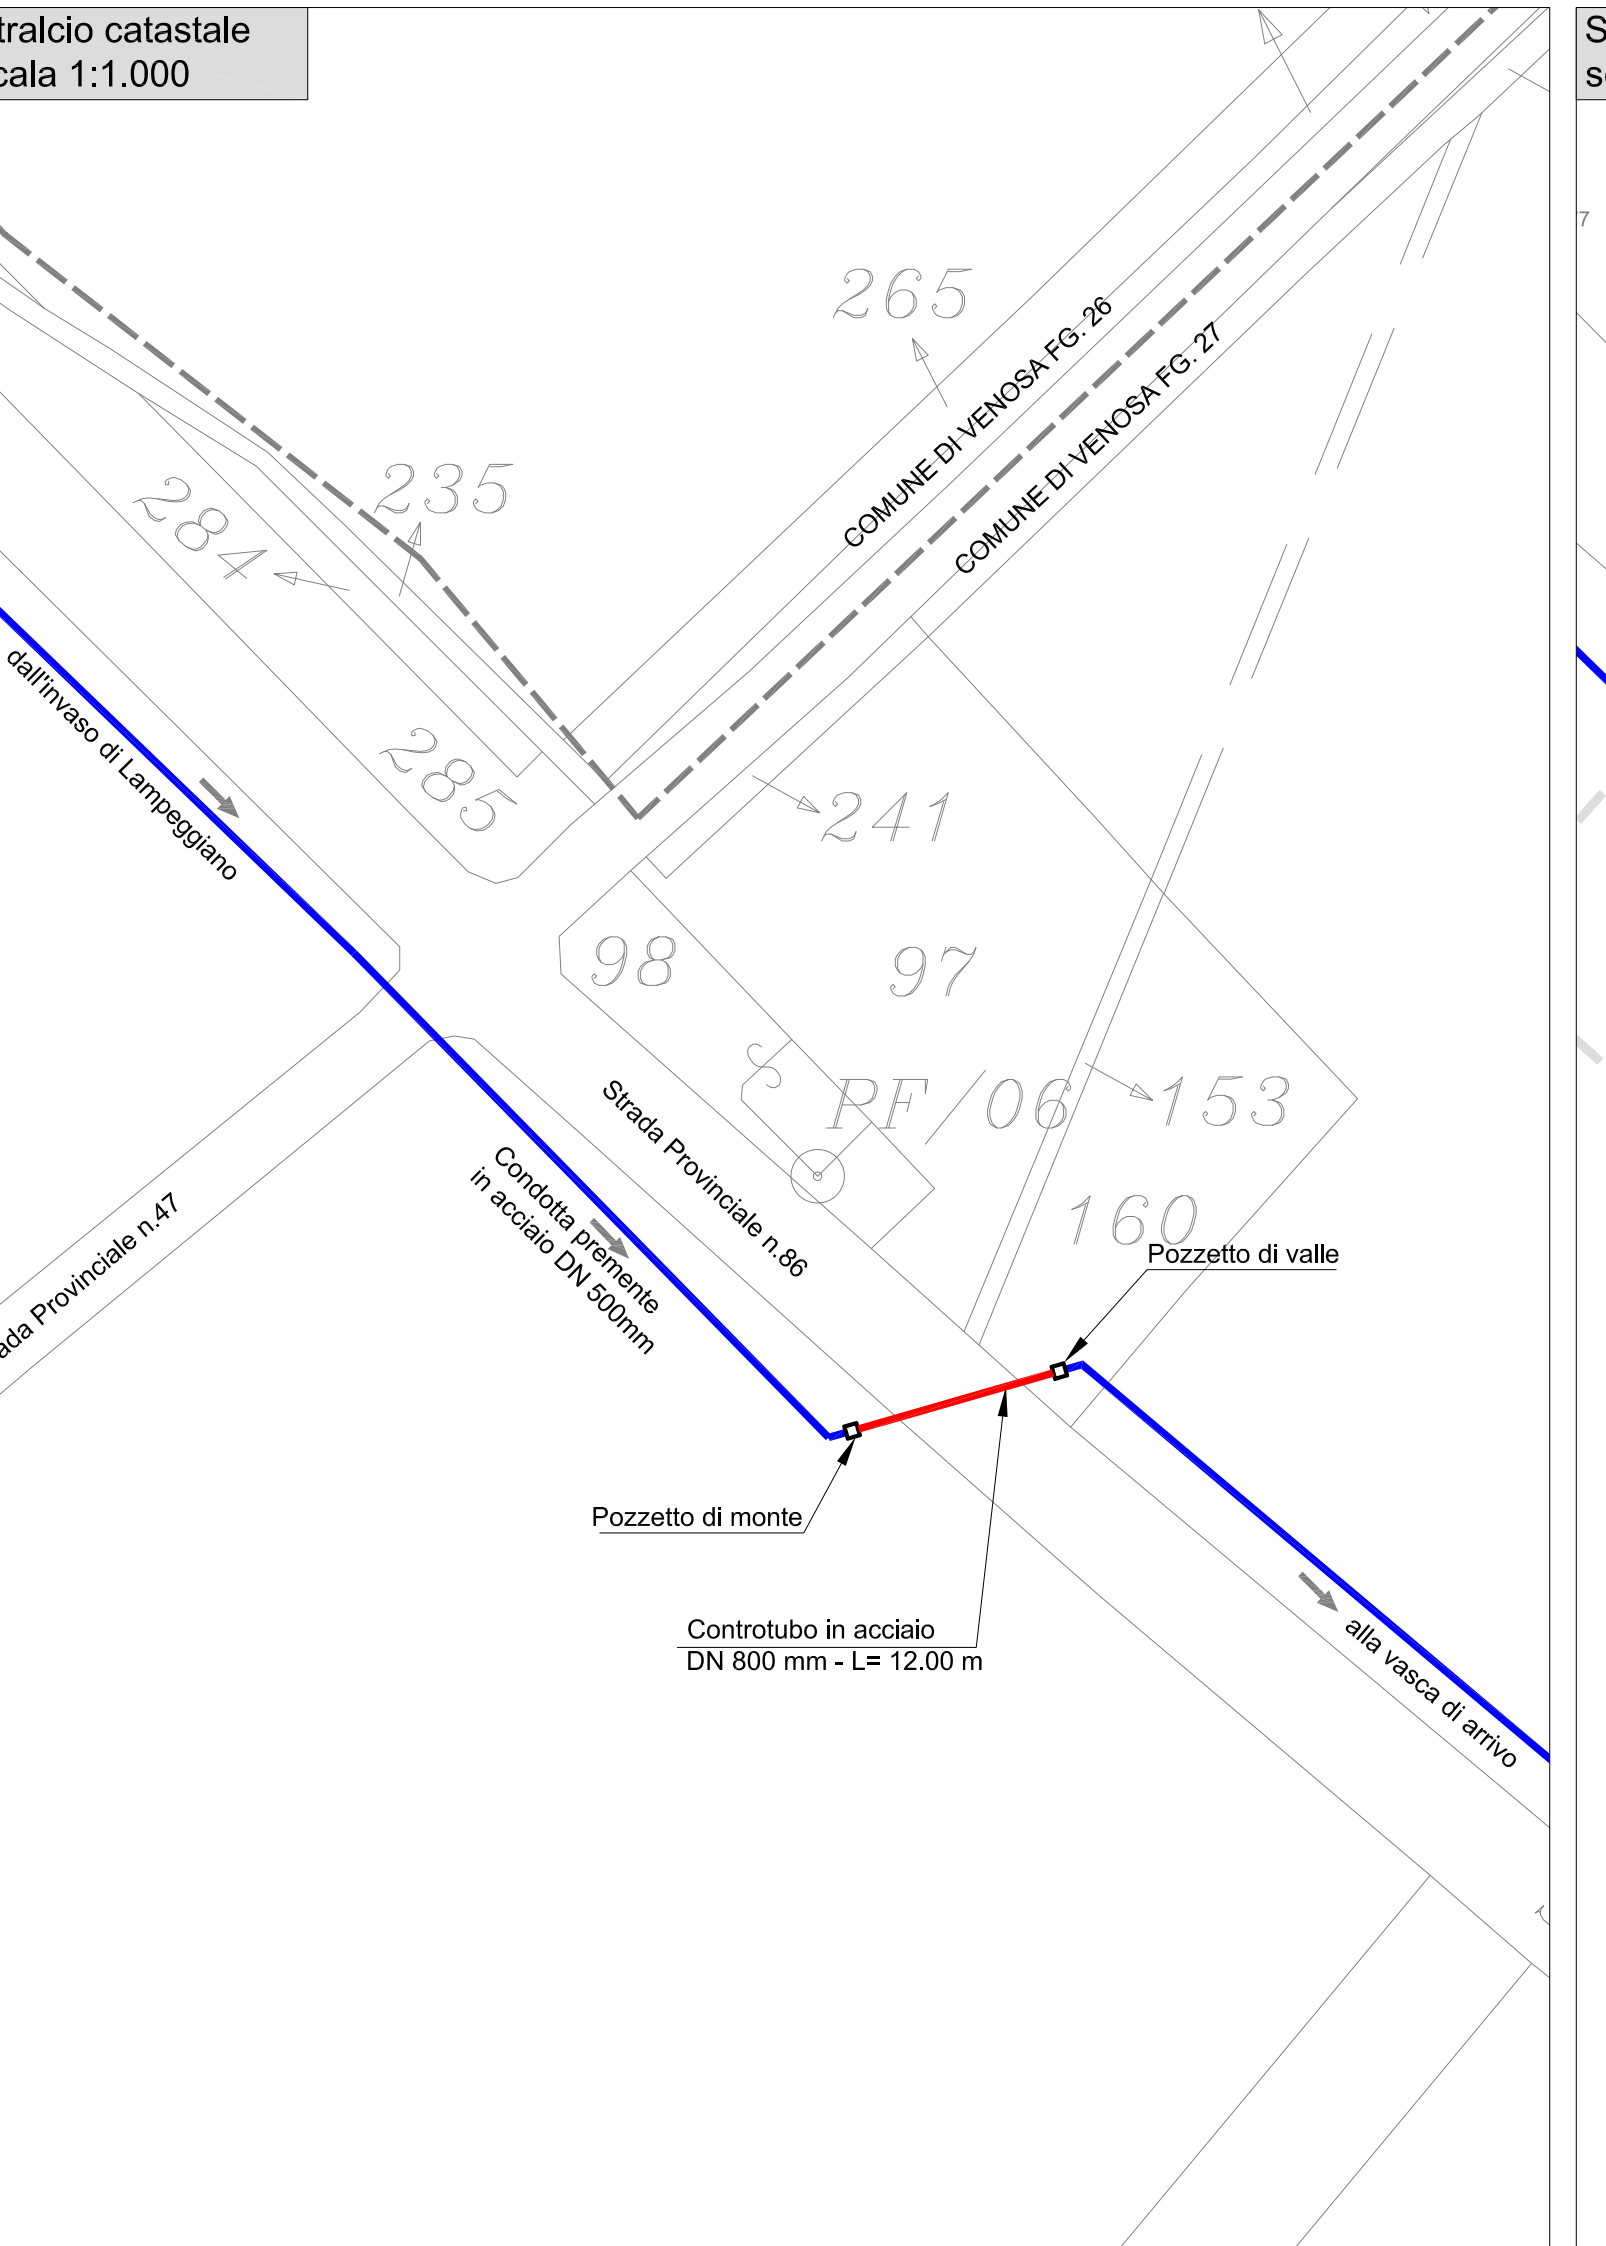 tralcio catastale
cala 1:1.000
S
265
COMUNE DI VENOSA FG. 26
COMUNE DI VENOSA FG. 27
235
284
285
dall'invaso di Lampeggiano
241
98
97
PF / 06
153
160
Strada Provinciale n.86
Condotta premente
in acciaio DN 500mm
ada Provinciale n.47
Pozzetto di valle
Pozzetto di monte
Controtubo in acciaio
DN 800 mm - L= 12.00 m
alla vasca di arrivo